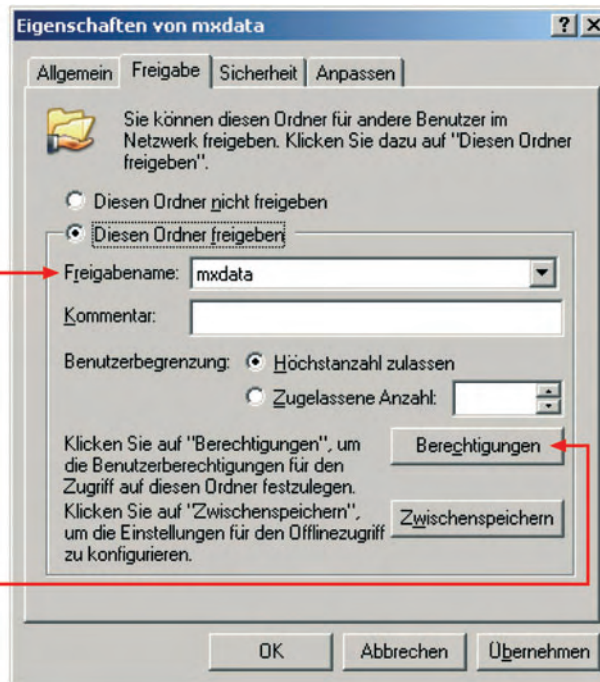 Eigenschaften von mxdata
Allgemein Freigabe Sicherheit Anpassen
Sie können diesen Ordner für andere Benutzer im
Netzwerk freigeben. Klicken Sie dazu auf "Diesen Ordner
freigeben".
Diesen Ordner nicht freigeben
Diesen Ordner freigeben
Freigabename: mxdata
Kommentar:
Benutzerbegrenzung: Höchstanzahl zulassen
Zugelassene Anzahl:
Klicken Sie auf "Berechtigungen", um
die Benutzerberechtigungen für den
Zugriff auf diesen Ordner festzulegen.
Berechtigungen
Klicken Sie auf "Zwischenspeichern",
um die Einstellungen für den Offlinezugriff
zu konfigurieren.
Zwischenspeichern
OK Abbrechen Übernehmen